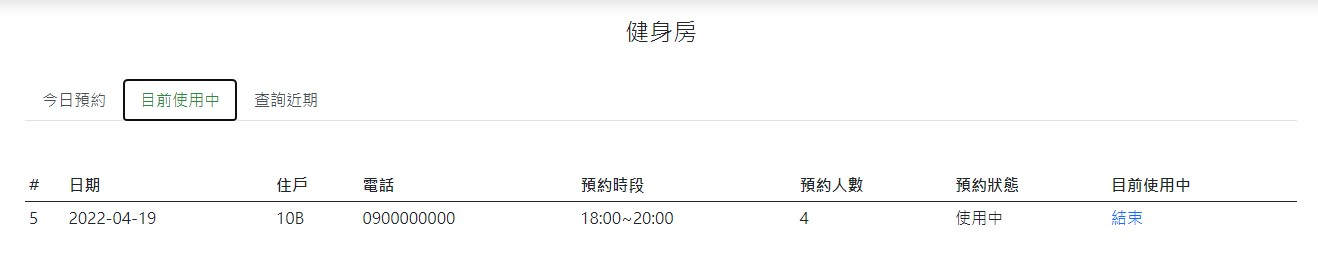 健身房
今日預約 目前使用中 查詢近期
# 日期 住戶 電話 預約時段 預約人數 預約狀態 目前使用中
5 2022-04-19 10B 0900000000 18:00~20:00 4 使用中 結束